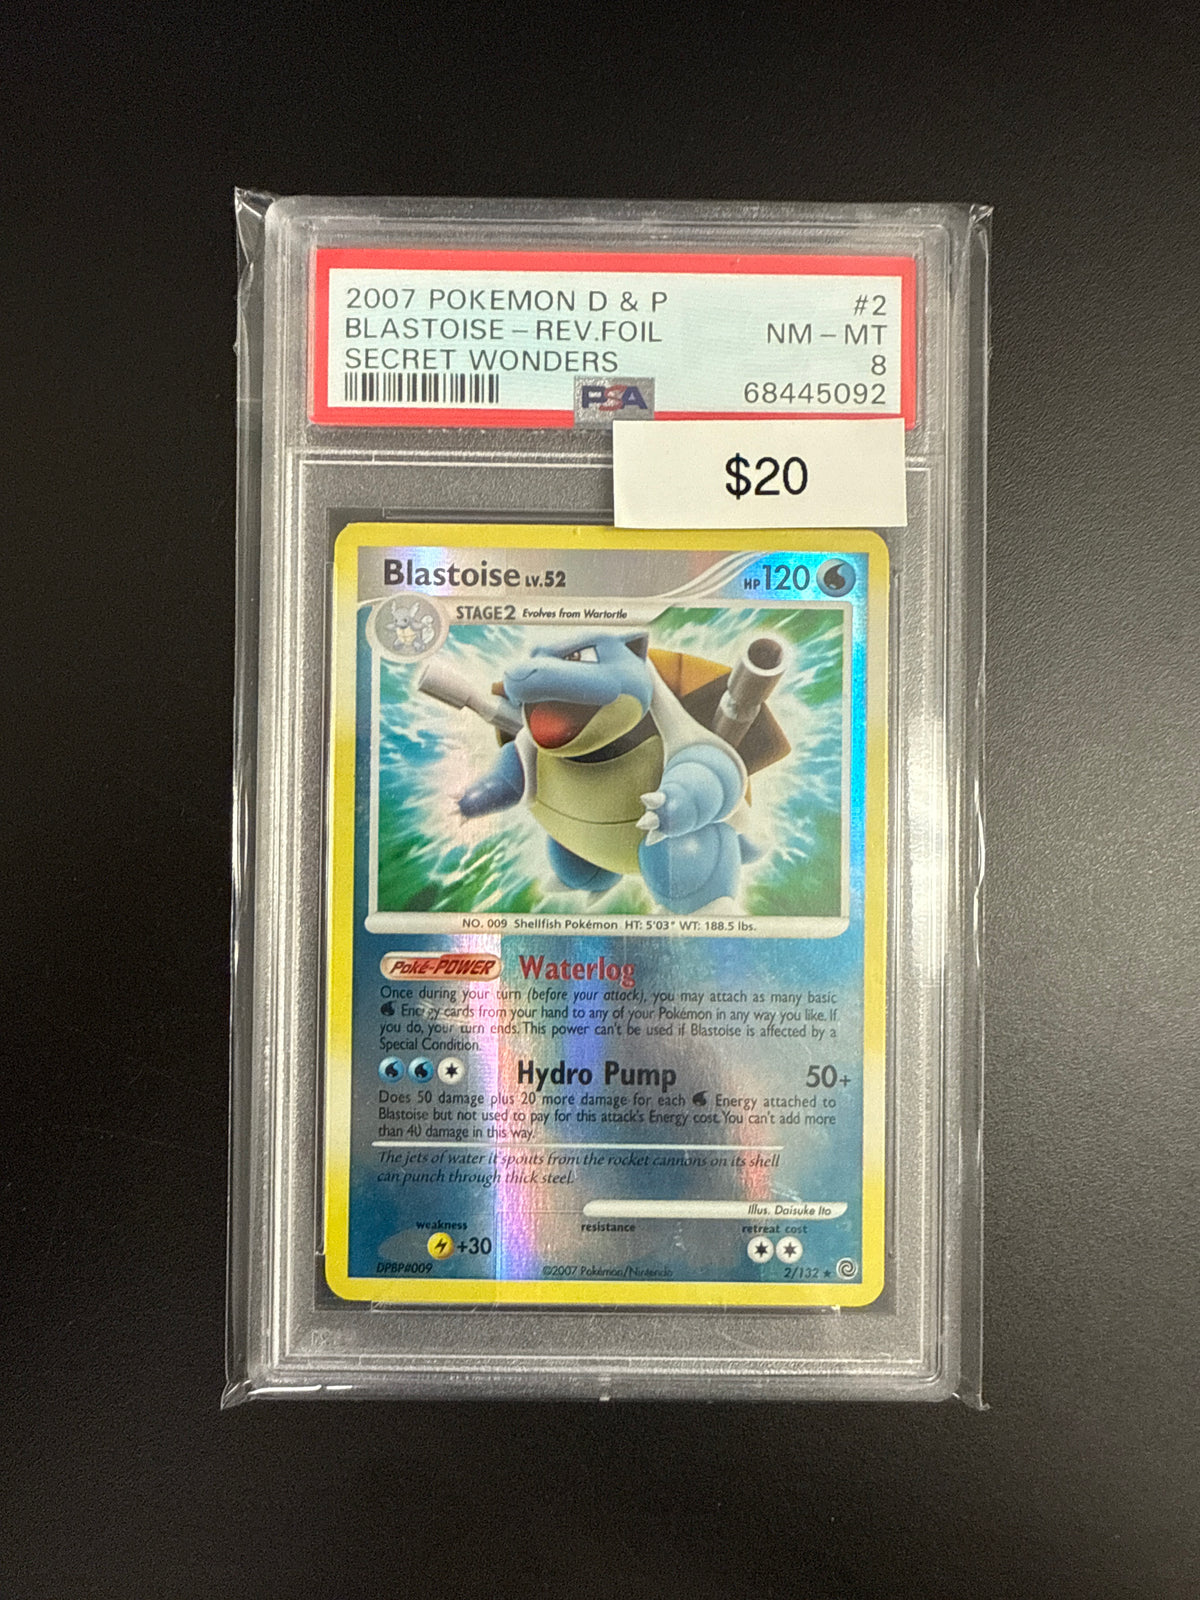 2007 POKEMON D & P #2
BLASTOISE - REV.FOIL NM - MT
SECRET WONDERS 8
PSA 68445092
$20
Blastoise LV.52 HP 120
STAGE2 Evolves from Wartortle
NO. 009 Shellfish Pokémon HT: 5'03" WT: 188.5 lbs.
Poké-POWER Waterlog
Once during your turn (before your attack), you may attach as many basic
Energy cards from your hand to any of your Pokémon in any way you like. If
you do, your turn ends. This power can't be used if Blastoise is affected by a
Special Condition.
Hydro Pump 50+
Does 50 damage plus 20 more damage for each Energy attached to
Blastoise but not used to pay for this attack's Energy cost. You can't add more
than 40 damage in this way.
The jets of water it spouts from the rocket cannons on its shell
can punch through thick steel.
Illus. Daisuke Ito
weakness resistance retreat cost
+30
DPBP#009 ©2007 Pokémon/Nintendo 2/132 ★